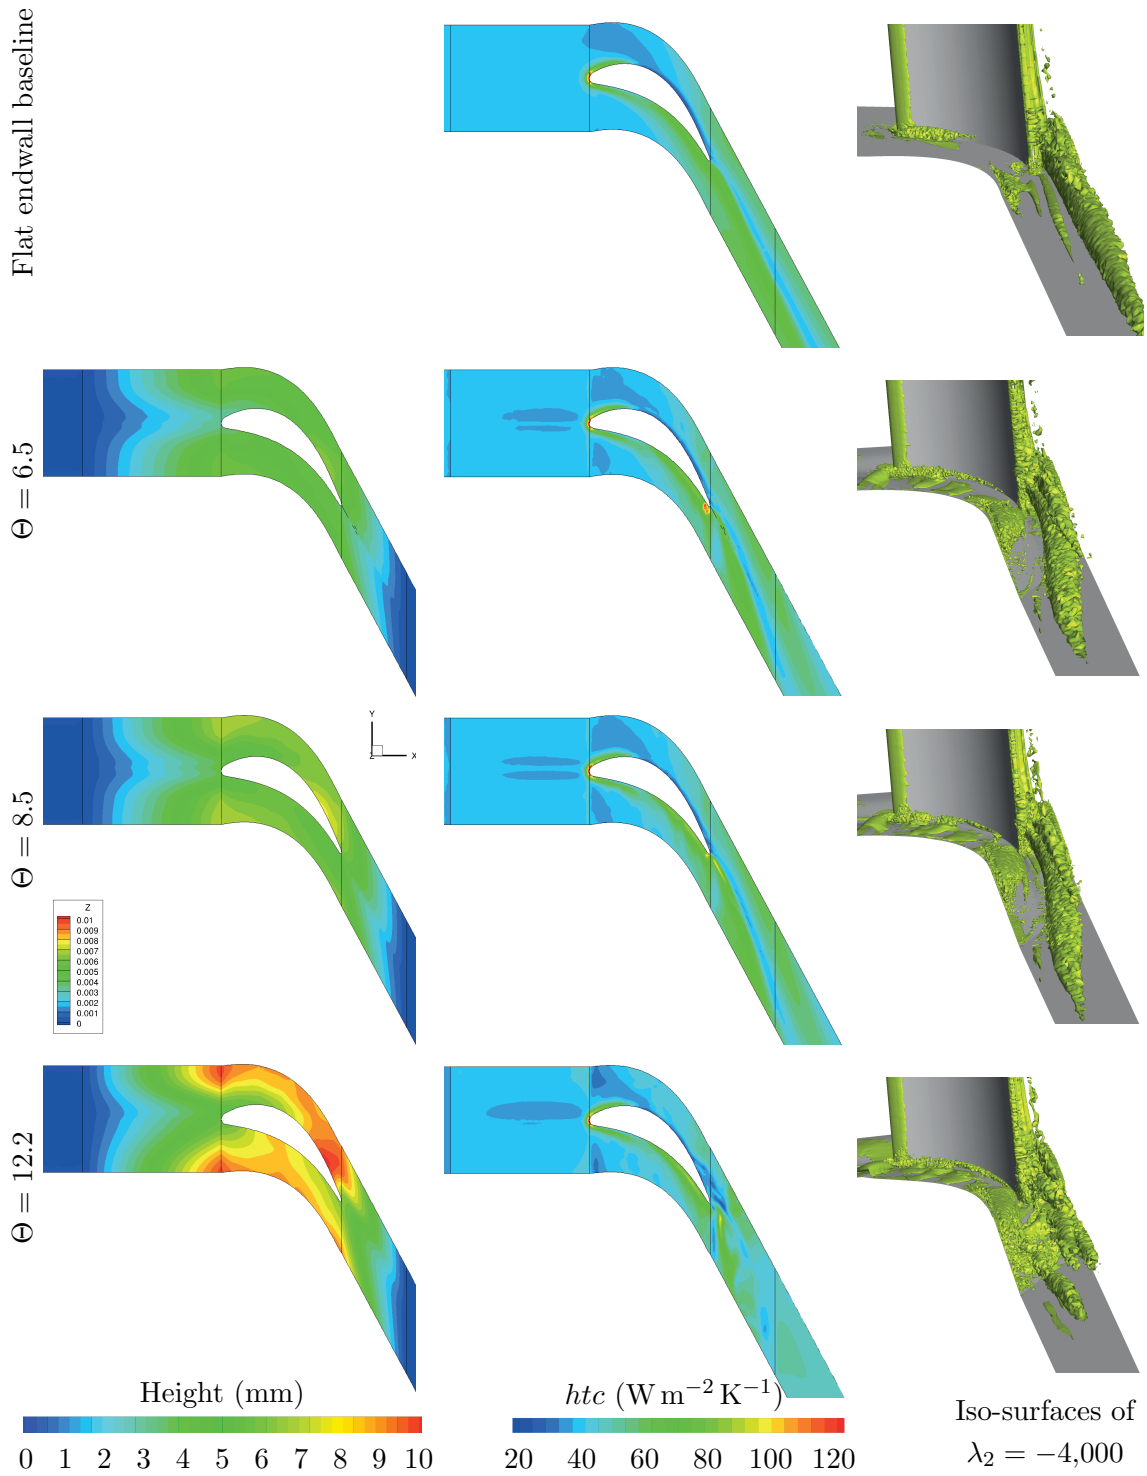 Flat endwall baseline
Θ = 6.5
Θ = 8.5
Y
Z
X
Z
0.01
0.009
0.008
0.007
0.006
0.005
0.004
0.003
0.002
0.001
0
Θ = 12.2
Height (mm)
0 1 2 3 4 5 6 7 8 9 10
htc (W m⁻² K⁻¹)
20 40 60 80 100 120
Iso-surfaces of
λ₂ = −4,000